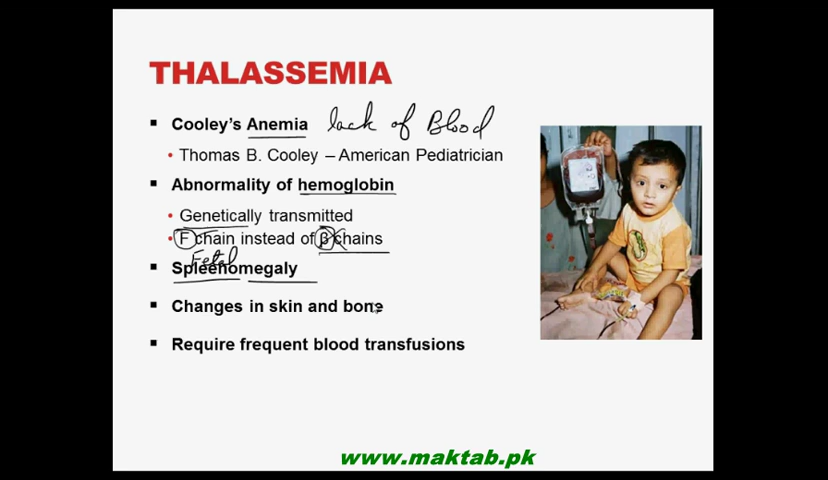 THALASSEMIA
Cooley's Anemia lack of Blood
Thomas B. Cooley – American Pediatrician
Abnormality of hemoglobin
Genetically transmitted
F chain instead of β chains
Fetal
Spleenomegaly
Changes in skin and bone
Require frequent blood transfusions
www.maktab.pk